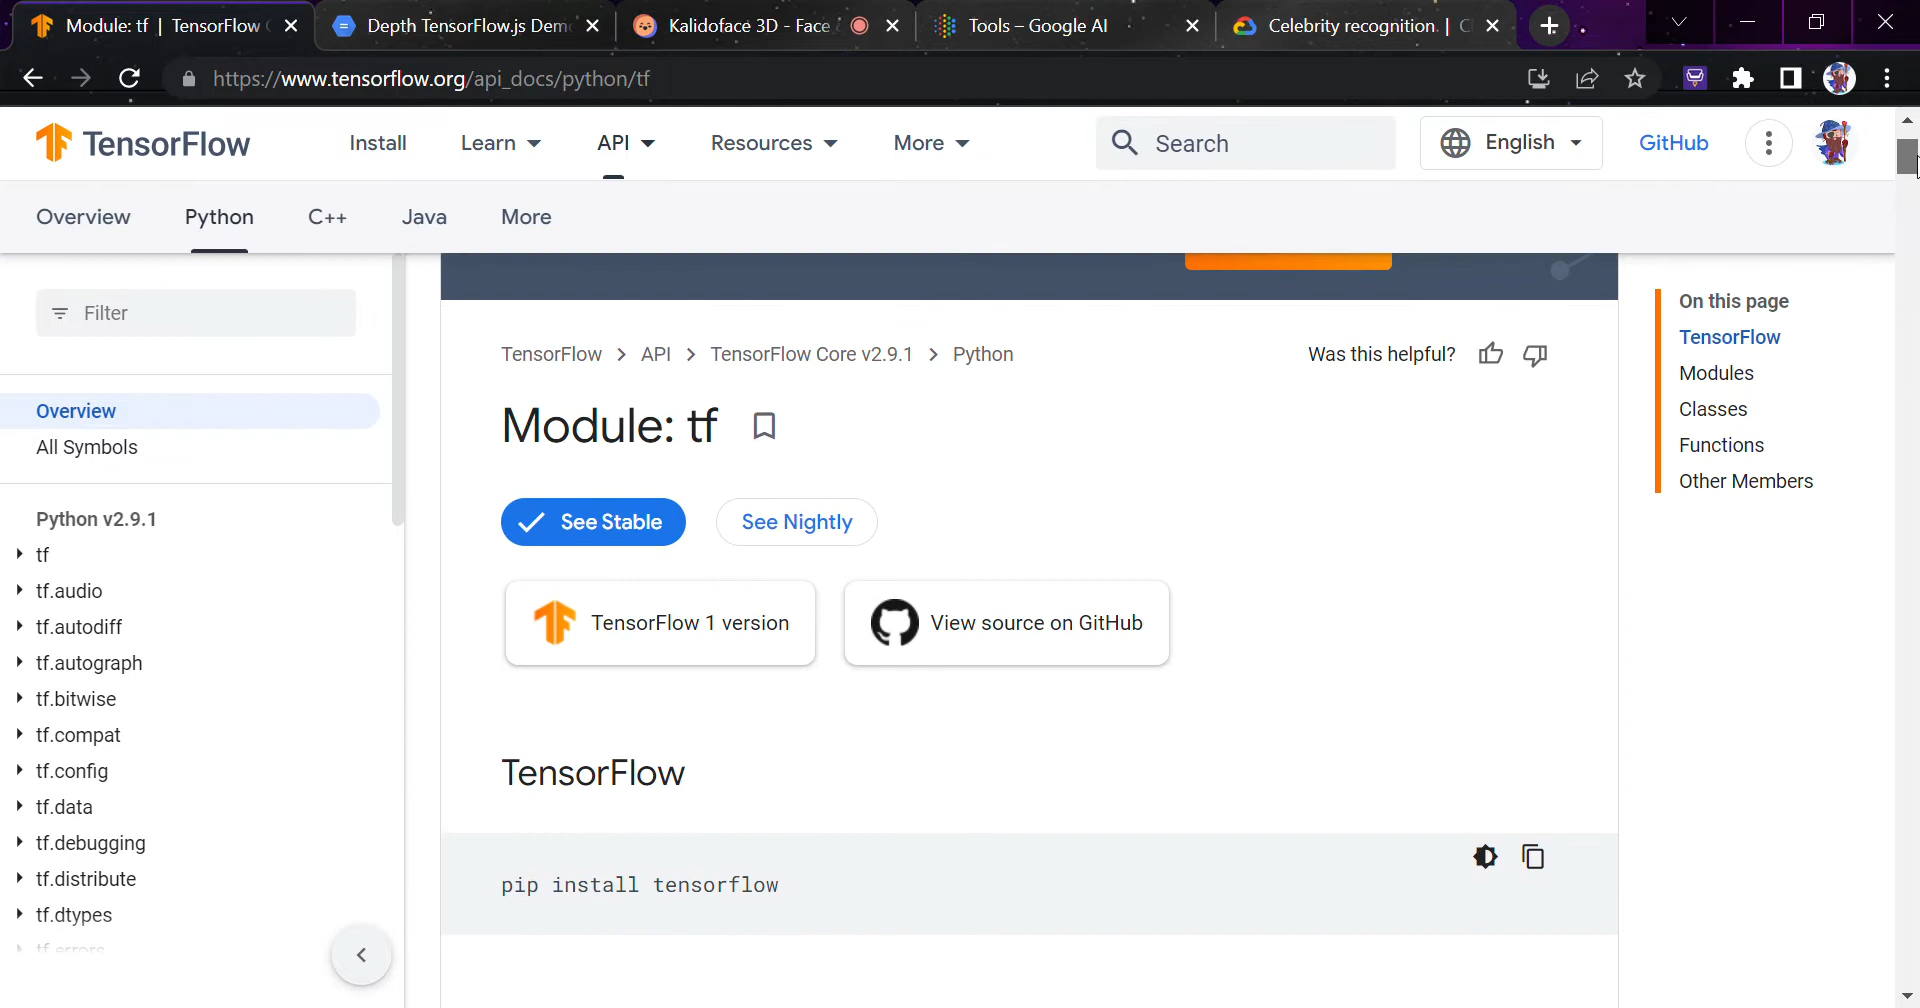 Module: tf | TensorFlow
Depth TensorFlow.js Dem
Kalidoface 3D - Face
Tools – Google AI
Celebrity recognition |
https://www.tensorflow.org/api_docs/python/tf
TensorFlow
Install
Learn
API
Resources
More
Search
English
GitHub
Overview
Python
C++
Java
More
Filter
Overview
All Symbols
Python v2.9.1
tf
tf.audio
tf.autodiff
tf.autograph
tf.bitwise
tf.compat
tf.config
tf.data
tf.debugging
tf.distribute
tf.dtypes
tf.errors
TensorFlow > API > TensorFlow Core v2.9.1 > Python
Was this helpful?
Module: tf
See Stable
See Nightly
TensorFlow 1 version
View source on GitHub
TensorFlow
pip install tensorflow
On this page
TensorFlow
Modules
Classes
Functions
Other Members